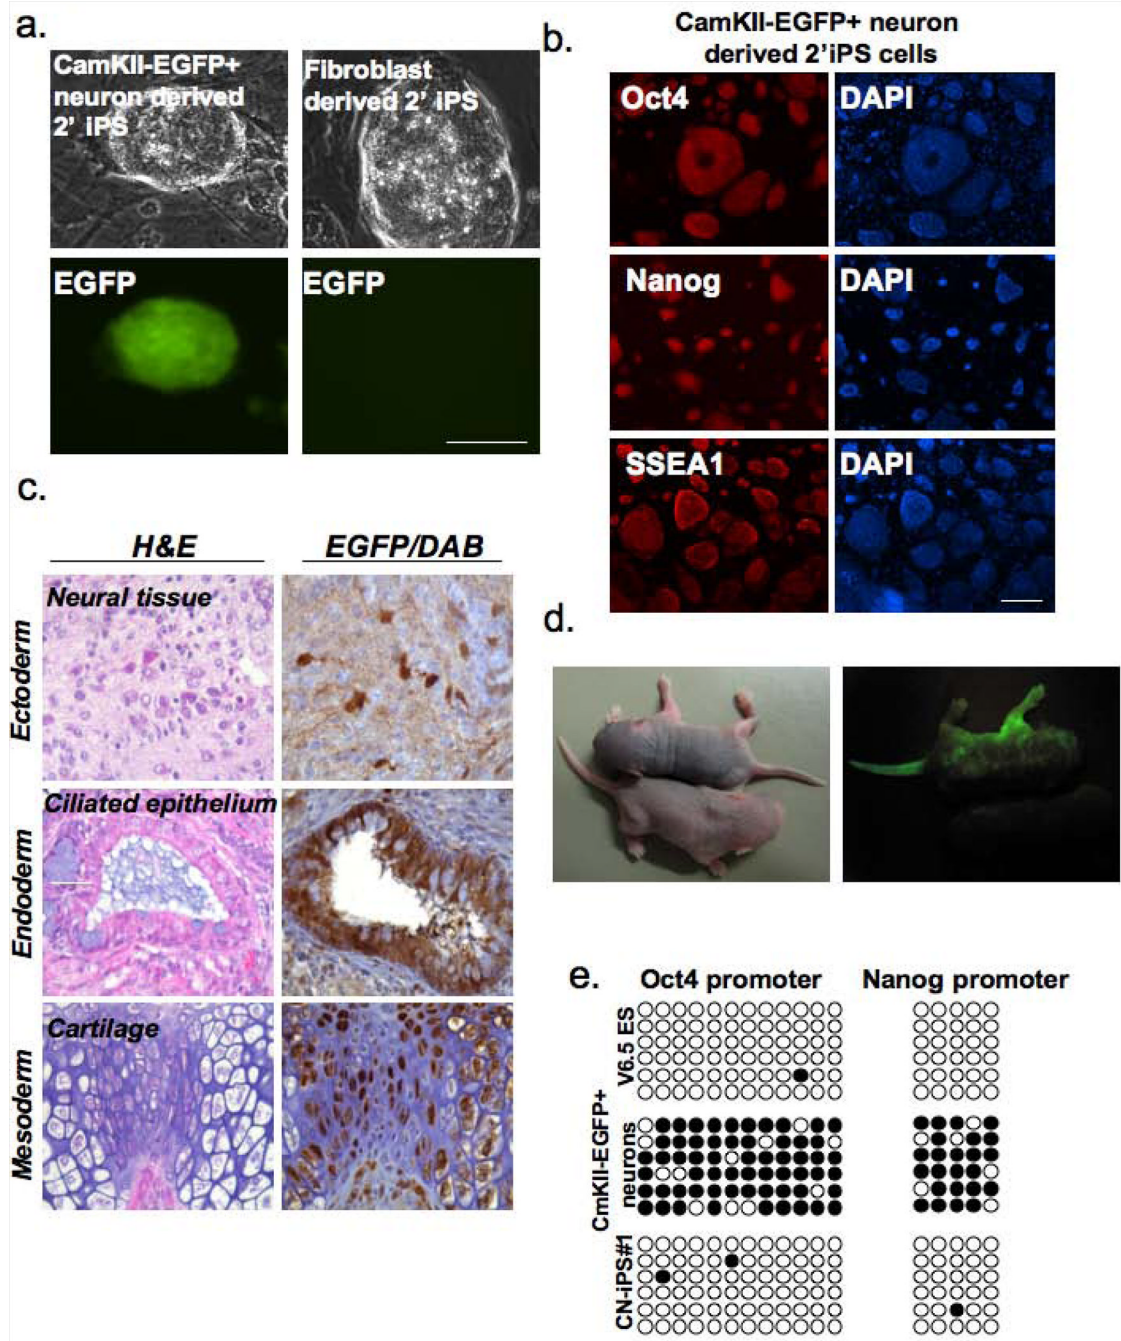 a.
CamKII-EGFP+
neuron derived
2' iPS
Fibroblast
derived 2' iPS
EGFP
EGFP
b.
CamKII-EGFP+ neuron
derived 2'iPS cells
Oct4
DAPI
Nanog
DAPI
SSEA1
DAPI
c.
H&E
EGFP/DAB
Ectoderm
Neural tissue
Endoderm
Ciliated epithelium
Mesoderm
Cartilage
d.
e.
Oct4 promoter
Nanog promoter
V6.5 ES
CmKII-EGFP+
neurons
CN-iPS#1